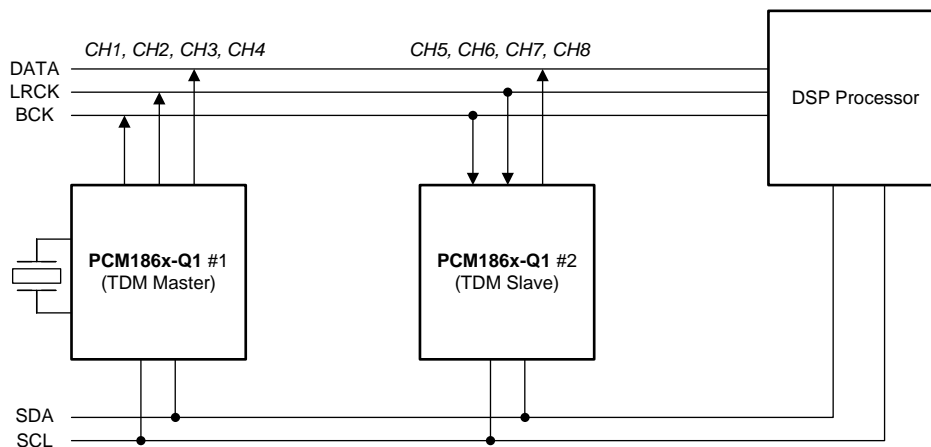 CH1, CH2, CH3, CH4
CH5, CH6, CH7, CH8
DATA
LRCK
BCK
DSP Processor
PCM186x-Q1 #1
(TDM Master)
PCM186x-Q1 #2
(TDM Slave)
SDA
SCL